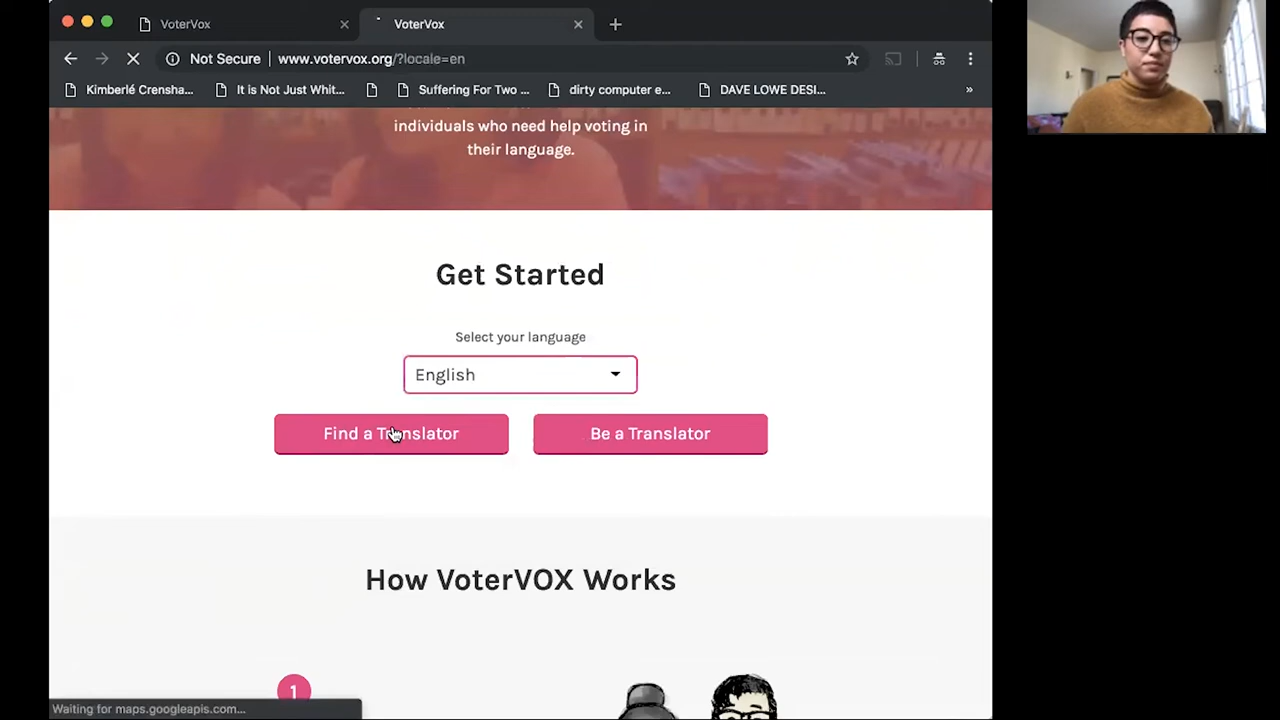 VoterVox
VoterVox
Not Secure www.votervox.org/?locale=en
Kimberlé Crensha... It is Not Just Whit... Suffering For Two ... dirty computer e... DAVE LOWE DESI... »
individuals who need help voting in
their language.
Get Started
Select your language
English
Find a Translator Be a Translator
How VoterVOX Works
1
Waiting for maps.googleapis.com...